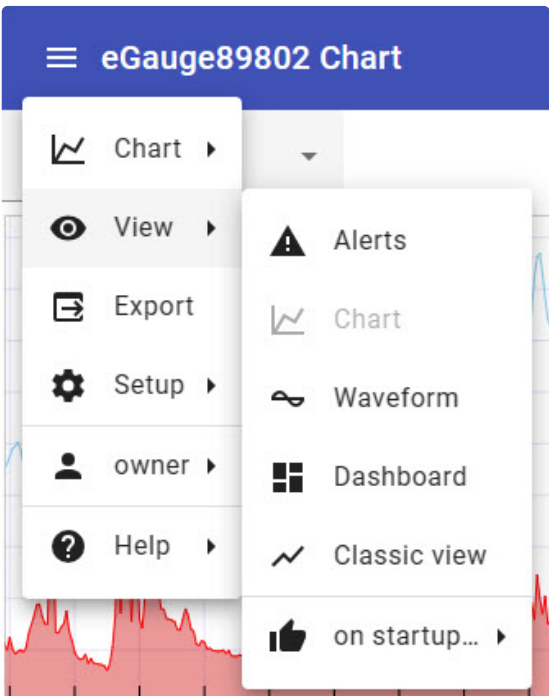 eGauge89802 Chart
Chart
View
Export
Setup
owner
Help
Alerts
Chart
Waveform
Dashboard
Classic view
on startup...